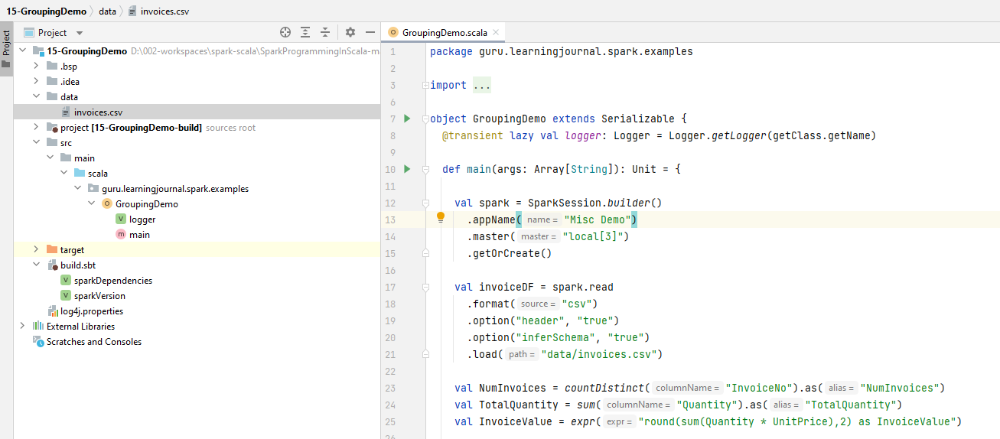 15-GroupingDemo data invoices.csv
Project
Project
15-GroupingDemo D:\002-workspaces\spark-scala\SparkProgrammingInScala-ma
.bsp
.idea
data
invoices.csv
project [15-GroupingDemo-build] sources root
src
main
scala
guru.learningjournal.spark.examples
O GroupingDemo
V logger
m main
target
build.sbt
V sparkDependencies
V sparkVersion
log4j.properties
External Libraries
Scratches and Consoles
O GroupingDemo.scala
1 package guru.learningjournal.spark.examples
2
3 import ...
6
7 object GroupingDemo extends Serializable {
8 @transient lazy val logger: Logger = Logger.getLogger(getClass.getName)
9
10 def main(args: Array[String]): Unit = {
11
12 val spark = SparkSession.builder()
13 .appName( name = "Misc Demo")
14 .master( master = "local[3]")
15 .getOrCreate()
16
17 val invoiceDF = spark.read
18 .format( source = "csv")
19 .option("header", "true")
20 .option("inferSchema", "true")
21 .load( path = "data/invoices.csv")
22
23 val NumInvoices = countDistinct( columnName = "InvoiceNo").as( alias = "NumInvoices")
24 val TotalQuantity = sum( columnName = "Quantity").as( alias = "TotalQuantity")
25 val InvoiceValue = expr( expr = "round(sum(Quantity * UnitPrice),2) as InvoiceValue")
26